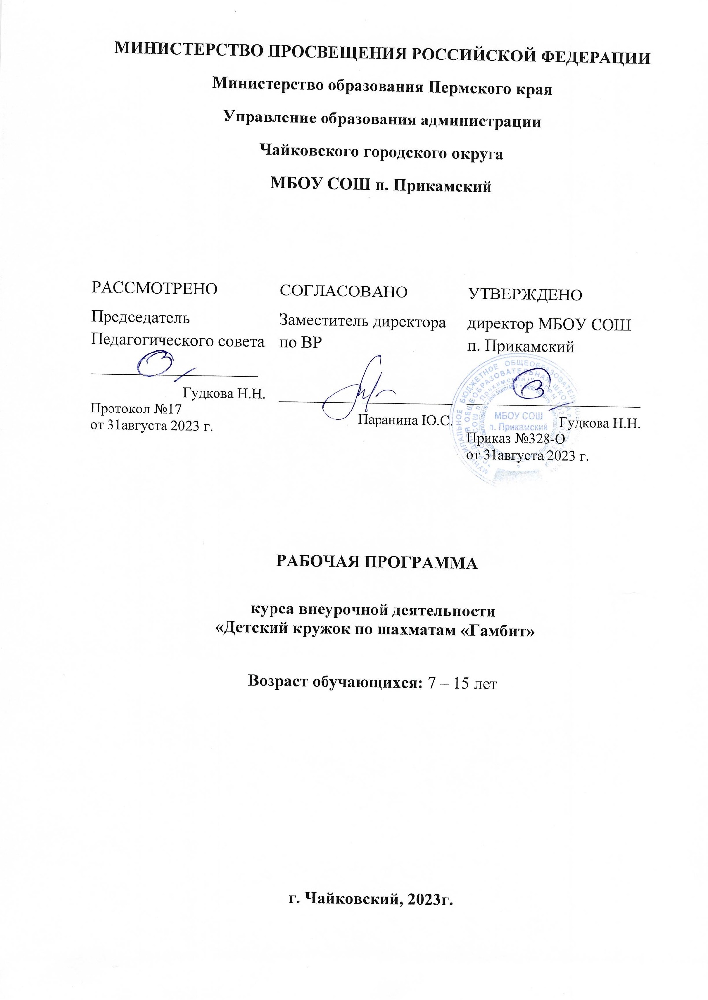 МИНИСТЕРСТВО ПРОСВЕЩЕНИЯ РОССИЙСКОЙ ФЕДЕРАЦИИ
Министерство образования Пермского края
Управление образования администрации
Чайковского городского округа
МБОУ СОШ п. Прикамский
РАССМОТРЕНО
Председатель
Педагогического совета
Гудкова Н.Н.
Протокол №17
от 31августа 2023 г.
СОГЛАСОВАНО
Заместитель директора
по ВР
Паранина Ю.С.
УТВЕРЖДЕНО
директор МБОУ СОШ
п. Прикамский
Гудкова Н.Н.
Приказ №328-О
от 31августа 2023 г.
МБОУ СОШ
п. Прикамский
РАБОЧАЯ ПРОГРАММА
курса внеурочной деятельности
«Детский кружок по шахматам «Гамбит»
Возраст обучающихся: 7 – 15 лет
г. Чайковский, 2023г.